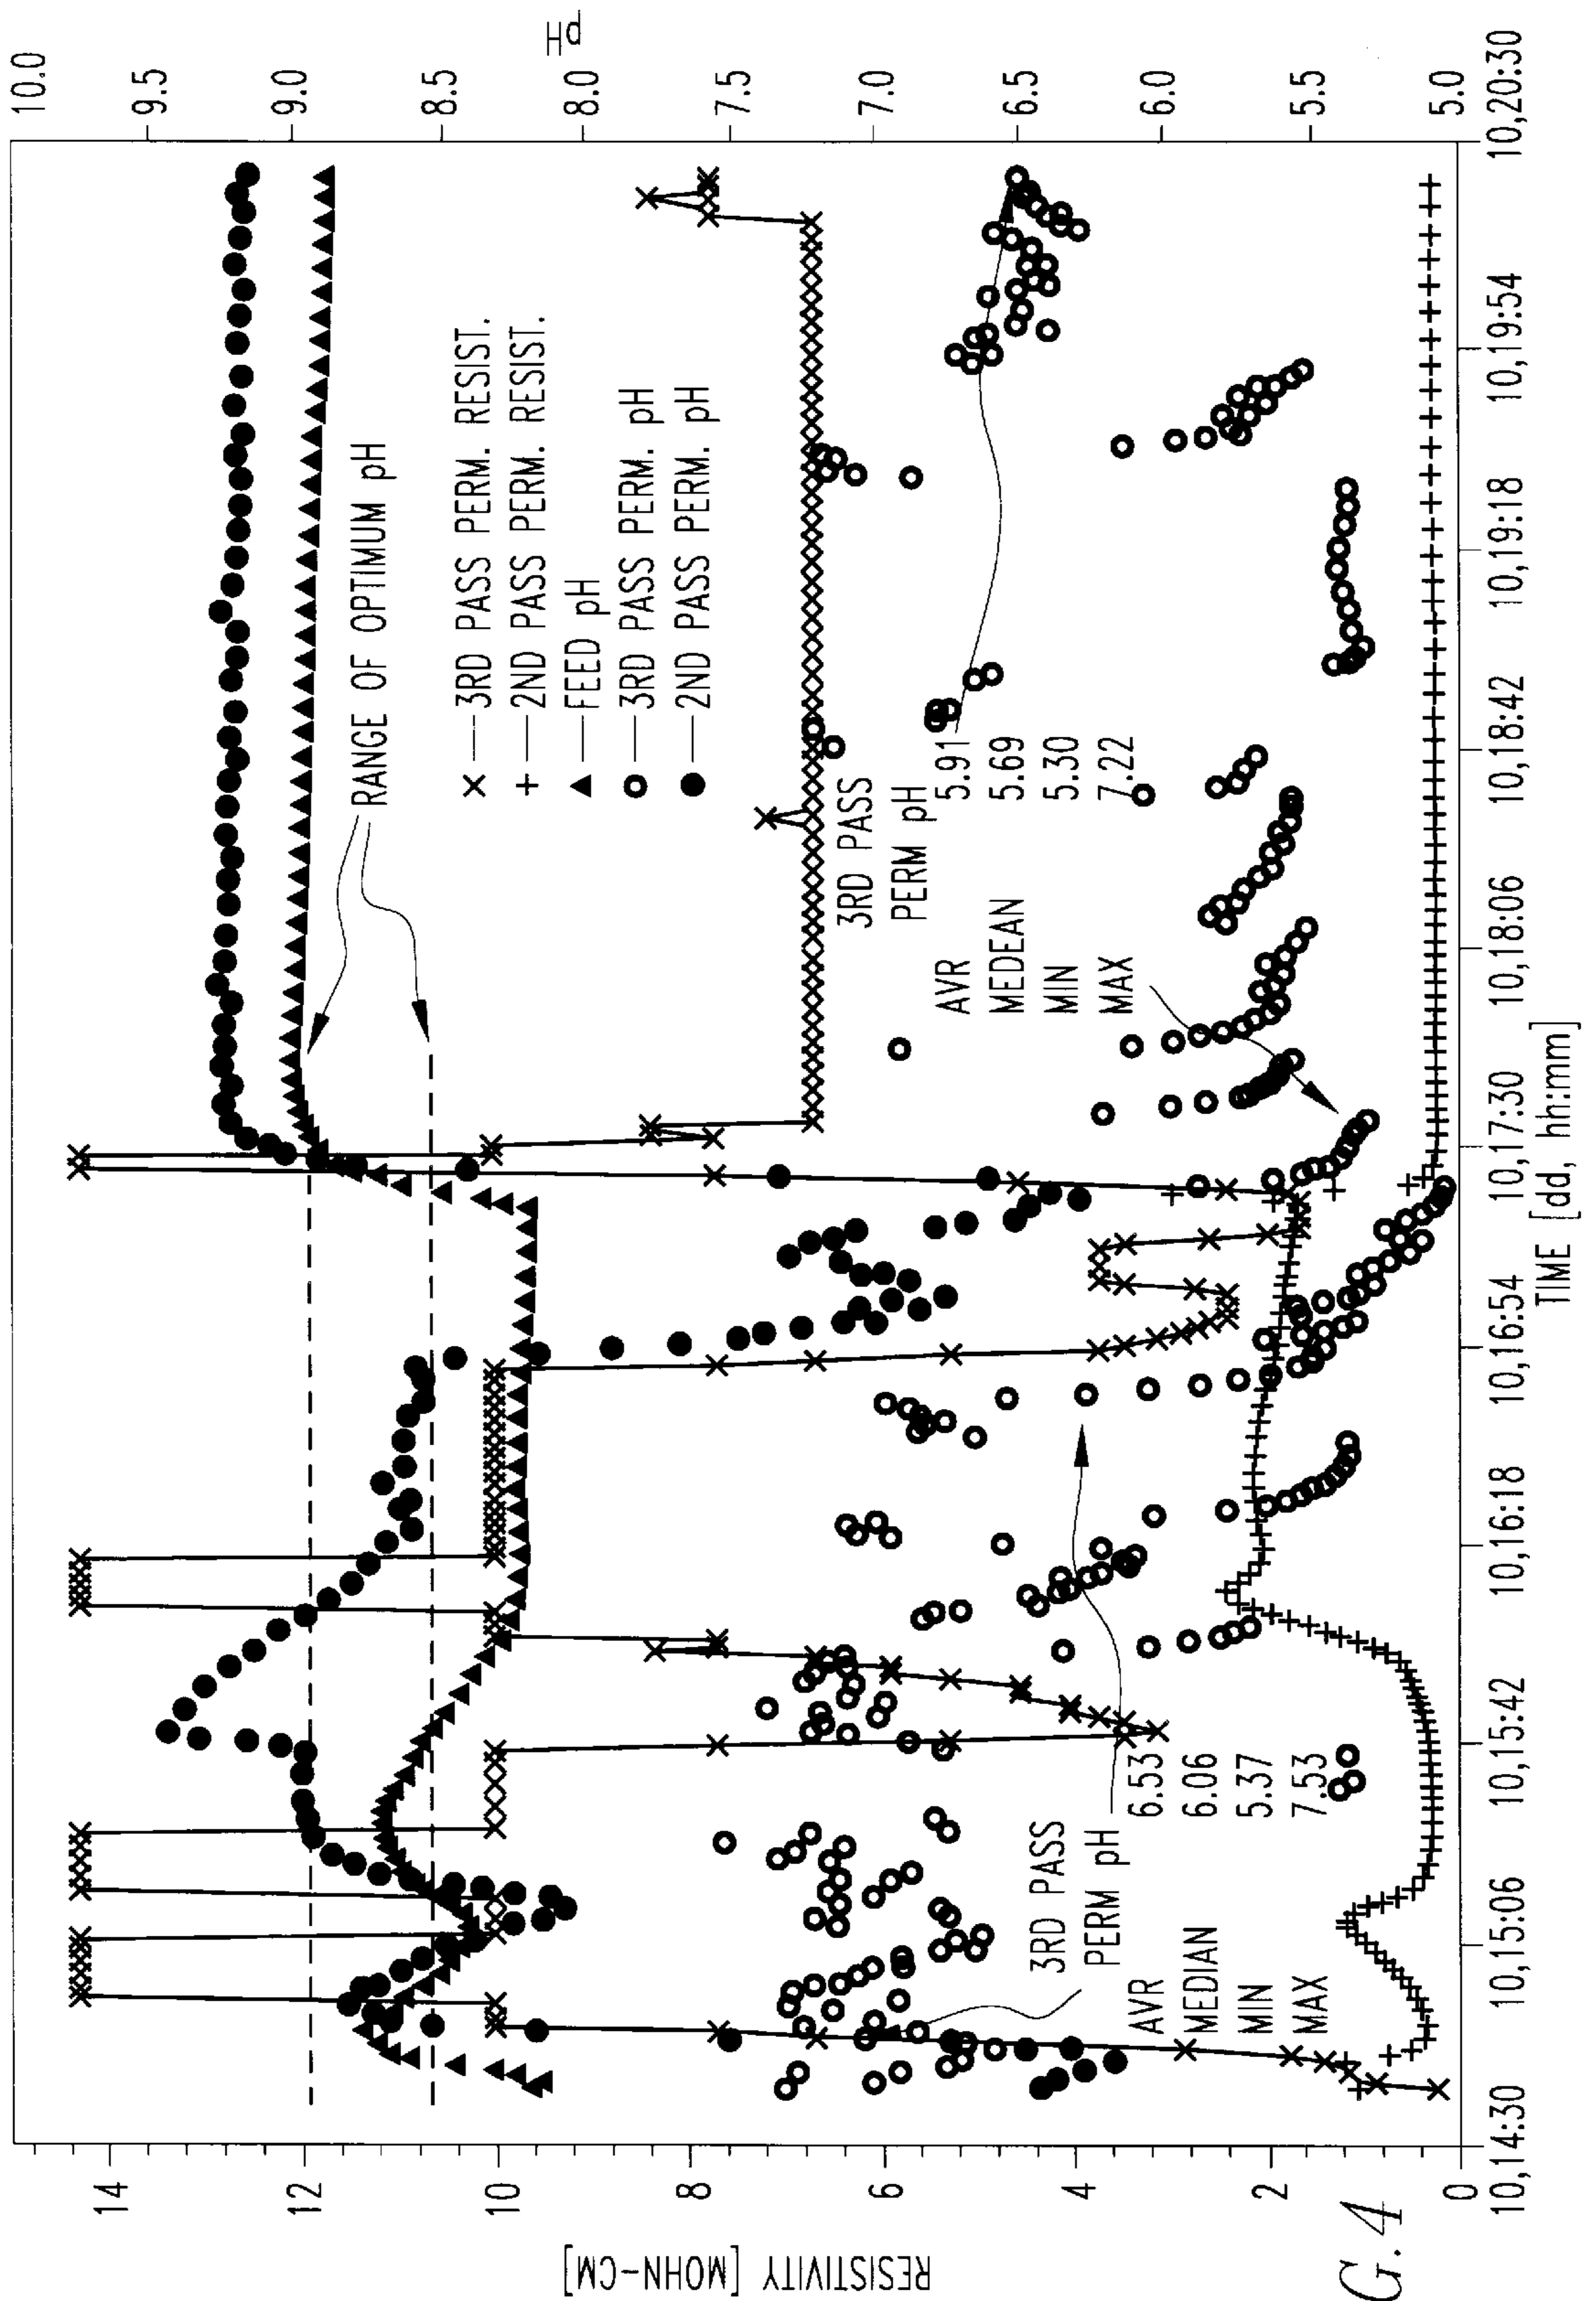 10.0
9.5
9.0
8.5
8.0
7.5
7.0
6.5
6.0
5.5
5.0
pH
RANGE OF OPTIMUM pH
× — 3RD PASS PERM. RESIST.
+ — 2ND PASS PERM. RESIST.
▲ — FEED pH
o — 3RD PASS PERM. pH
● — 2ND PASS PERM. pH
3RD PASS
PERM pH
AVR 5.91
MEDEAN 5.69
MIN 5.30
MAX 7.22
3RD PASS
PERM pH
AVR 6.53
MEDIAN 6.06
MIN 5.37
MAX 7.53
14
12
10
8
6
4
2
0
RESISTIVITY [MOHN-CM]
10,14:30
10,15:06
10,15:42
10,16:18
10,16:54
10,17:30
10,18:06
10,18:42
10,19:18
10,19:54
10,20:30
TIME [dd, hh:mm]
G.4